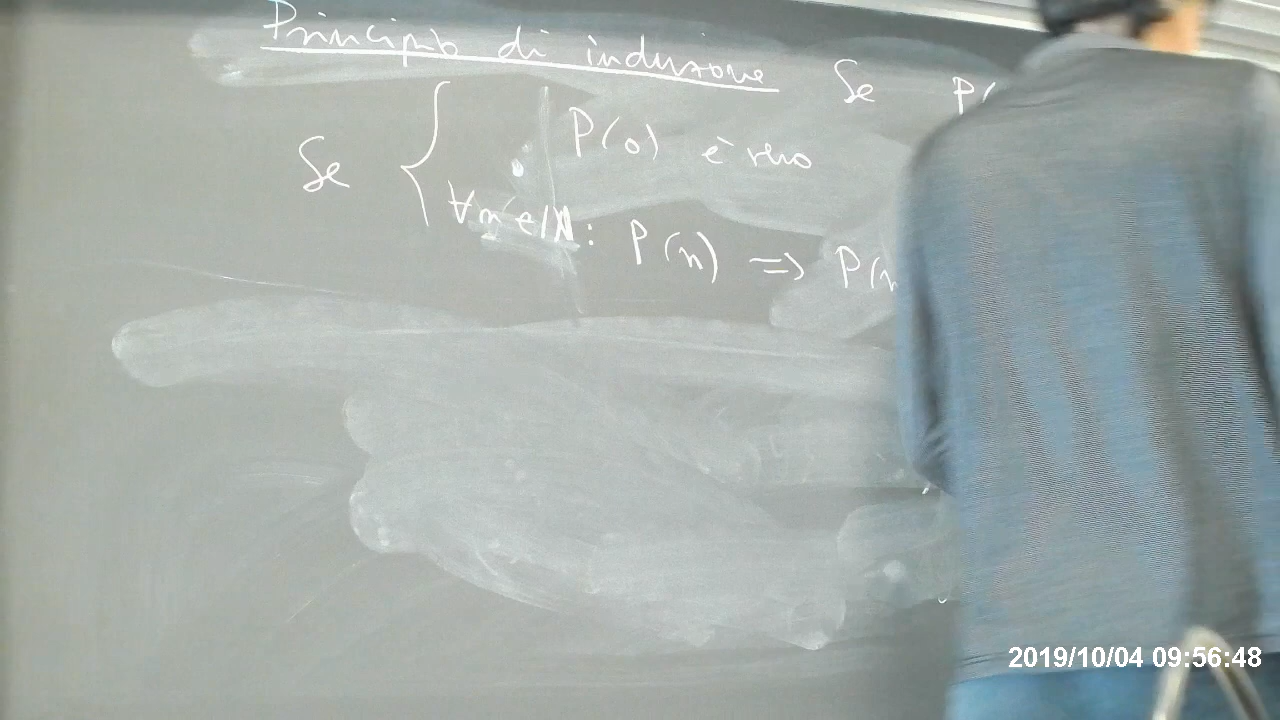 Principio di induzione Se P(
Se { P(0) è vero
∀n ∈ ℕ: P(n) => P(n
2019/10/04 09:56:48